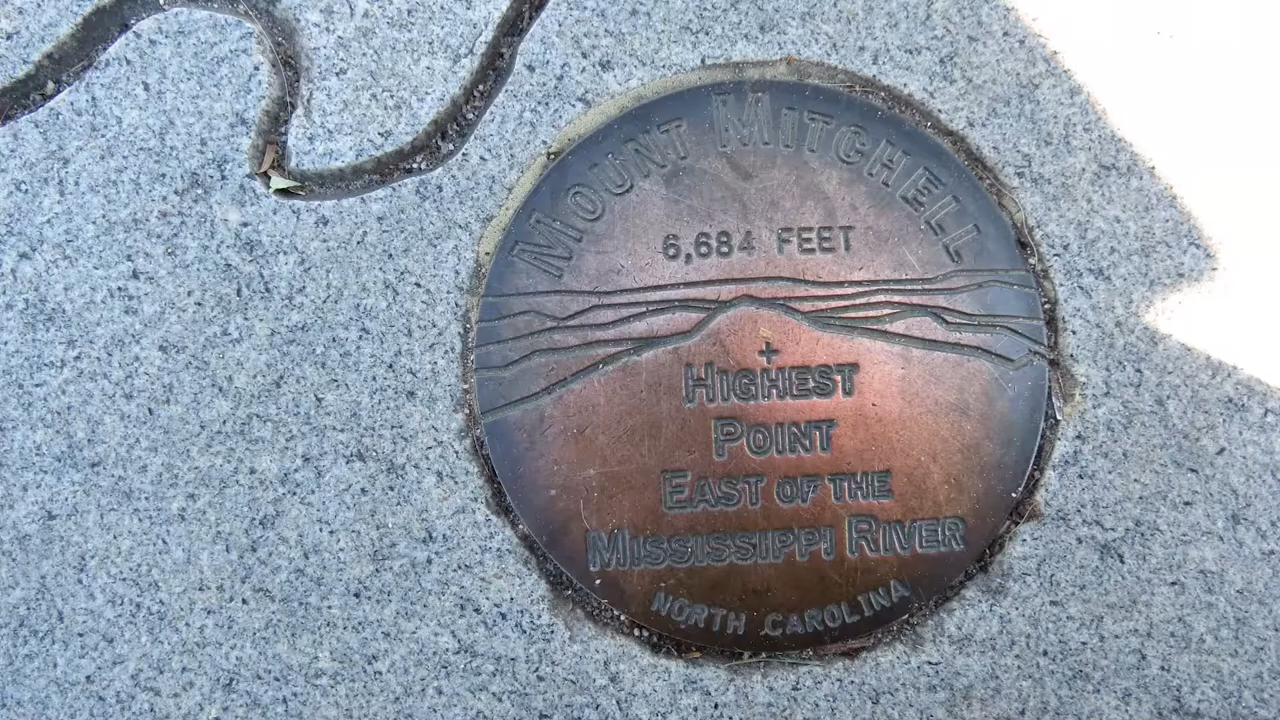 MOUNT MITCHELL
6,684 FEET
HIGHEST
POINT
EAST OF THE
MISSISSIPPI RIVER
NORTH CAROLINA